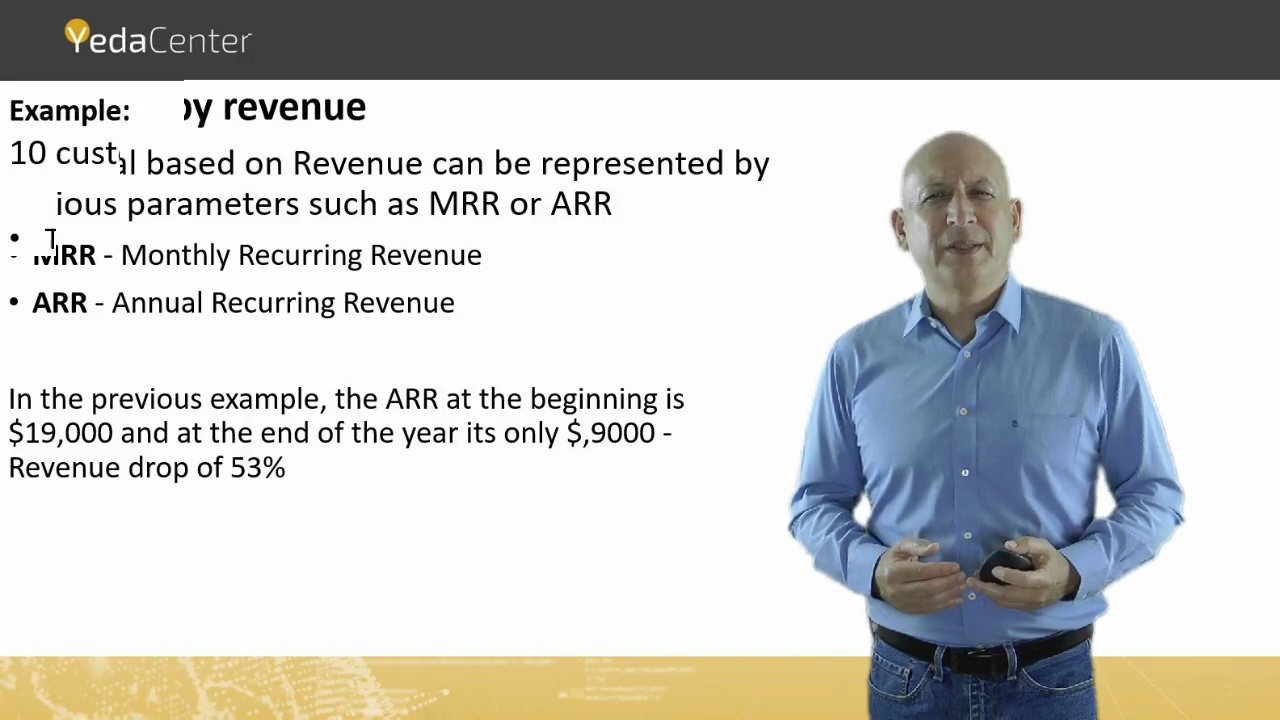 YedaCenter
Example: by revenue
10 cust al based on Revenue can be represented by
ious parameters such as MRR or ARR
• T
MRR - Monthly Recurring Revenue
• ARR - Annual Recurring Revenue
In the previous example, the ARR at the beginning is
$19,000 and at the end of the year its only $,9000 -
Revenue drop of 53%